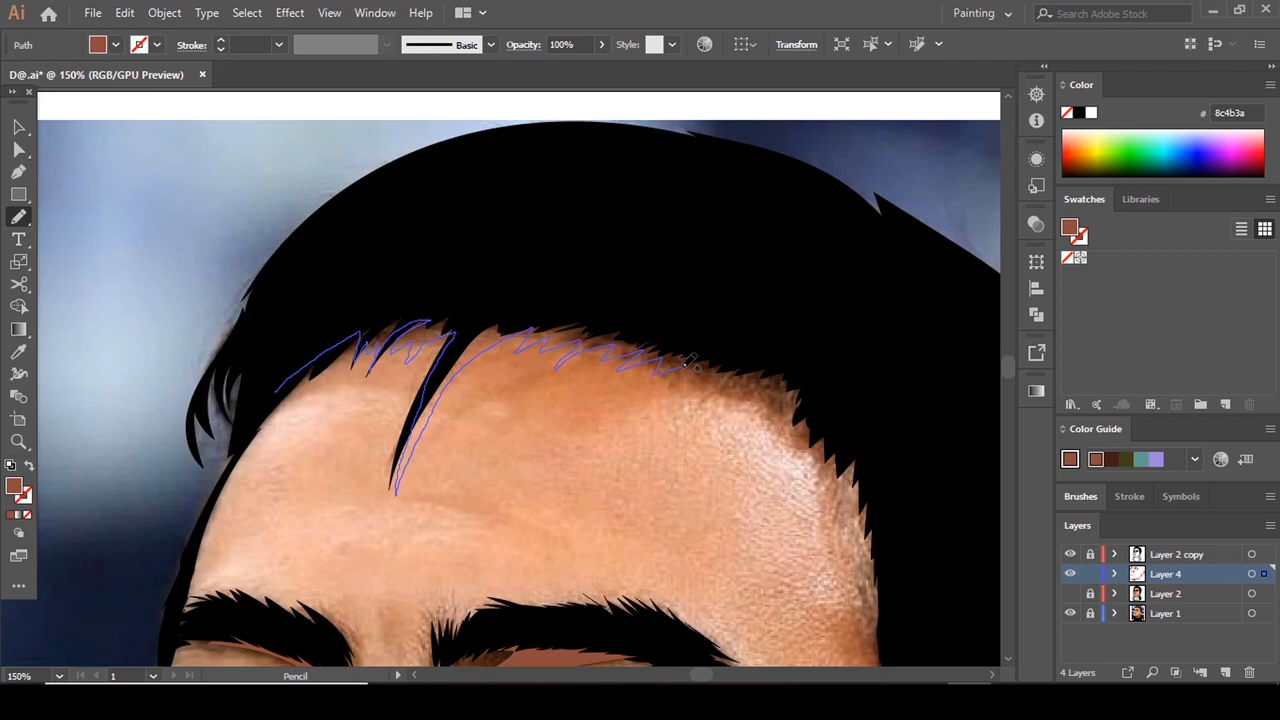 Ai File Edit Object Type Select Effect View Window Help Painting Search Adobe Stock
Path Stroke: Basic Opacity: 100% Style: Transform
D@.ai* @ 150% (RGB/GPU Preview)
Color
# 8c4b3a
Swatches Libraries
Color Guide
Brushes Stroke Symbols
Layers
Layer 2 copy
Layer 4
Layer 2
Layer 1
4 Layers
150% 1 Pencil